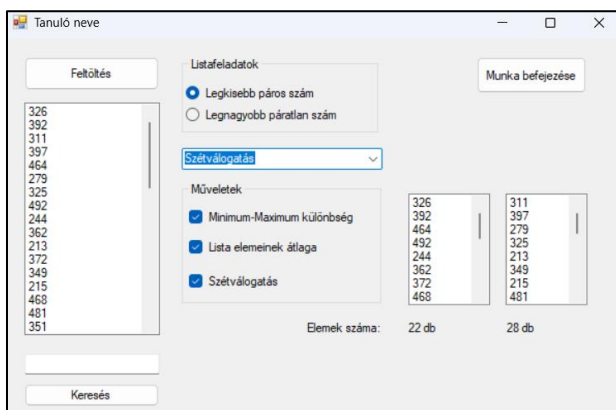 Tanuló neve
Feltöltés
326
392
311
397
464
279
325
492
244
362
213
372
349
215
468
481
351
Keresés
Listafeladatok
Legkisebb páros szám
Legnagyobb páratlan szám
Szétválogatás
Műveletek
Minimum-Maximum különbség
Lista elemeinek átlaga
Szétválogatás
Munka befejezése
326
392
464
492
244
362
372
468
311
397
279
325
213
349
215
481
Elemek száma: 22 db 28 db